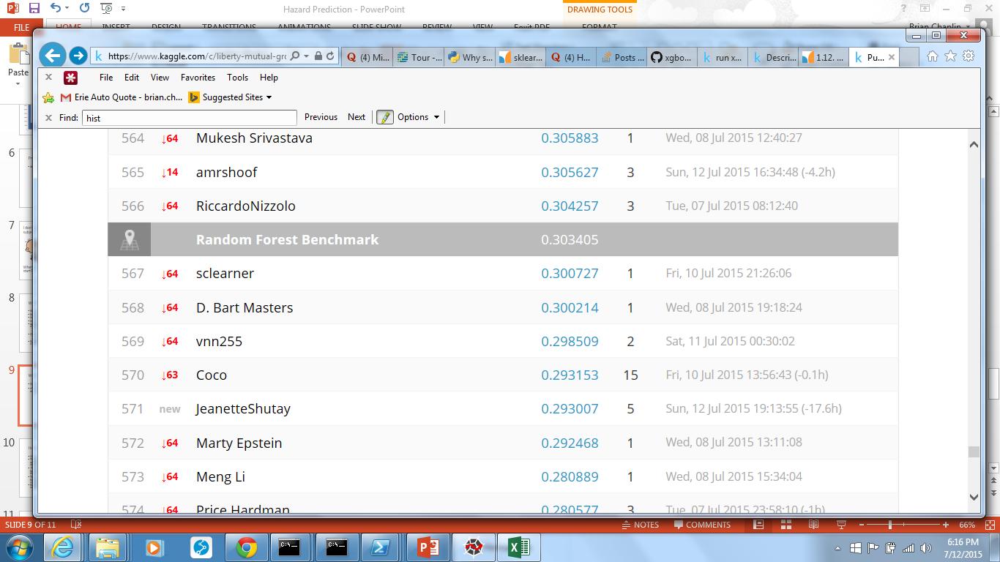 Hazard Prediction - PowerPoint
DRAWING TOOLS
? 
FILE HOME INSERT DESIGN TRANSITIONS ANIMATIONS SLIDE SHOW REVIEW VIEW Foxit PDF FORMAT Brian Chaplin
Paste
https://www.kaggle.com/c/liberty-mutual-gro
(4) Mi... Tour -... Why s... sklear... (4) H... Posts ... xgbo... run x... Descri... 1.12. ... Pu...
File Edit View Favorites Tools Help
Erie Auto Quote - brian.ch... Suggested Sites
Find: hist Previous Next Options
564 ↓64 Mukesh Srivastava 0.305883 1 Wed, 08 Jul 2015 12:40:27
565 ↓14 amrshoof 0.305627 3 Sun, 12 Jul 2015 16:34:48 (-4.2h)
566 ↓64 RiccardoNizzolo 0.304257 3 Tue, 07 Jul 2015 08:12:40
Random Forest Benchmark 0.303405
567 ↓64 sclearner 0.300727 1 Fri, 10 Jul 2015 21:26:06
568 ↓64 D. Bart Masters 0.300214 1 Wed, 08 Jul 2015 19:18:24
569 ↓64 vnn255 0.298509 2 Sat, 11 Jul 2015 00:30:02
570 ↓63 Coco 0.293153 15 Fri, 10 Jul 2015 13:56:43 (-0.1h)
571 new JeanetteShutay 0.293007 5 Sun, 12 Jul 2015 19:13:55 (-17.6h)
572 ↓64 Marty Epstein 0.292468 1 Wed, 08 Jul 2015 13:11:08
573 ↓64 Meng Li 0.280889 1 Wed, 08 Jul 2015 15:34:04
574 ↓64 Price Hardman 0.280577 3 Tue, 07 Jul 2015 23:58:10 (-1h)
6
7
8
9
10
11
SLIDE 9 OF 11 NOTES COMMENTS 66%
6:16 PM
7/12/2015